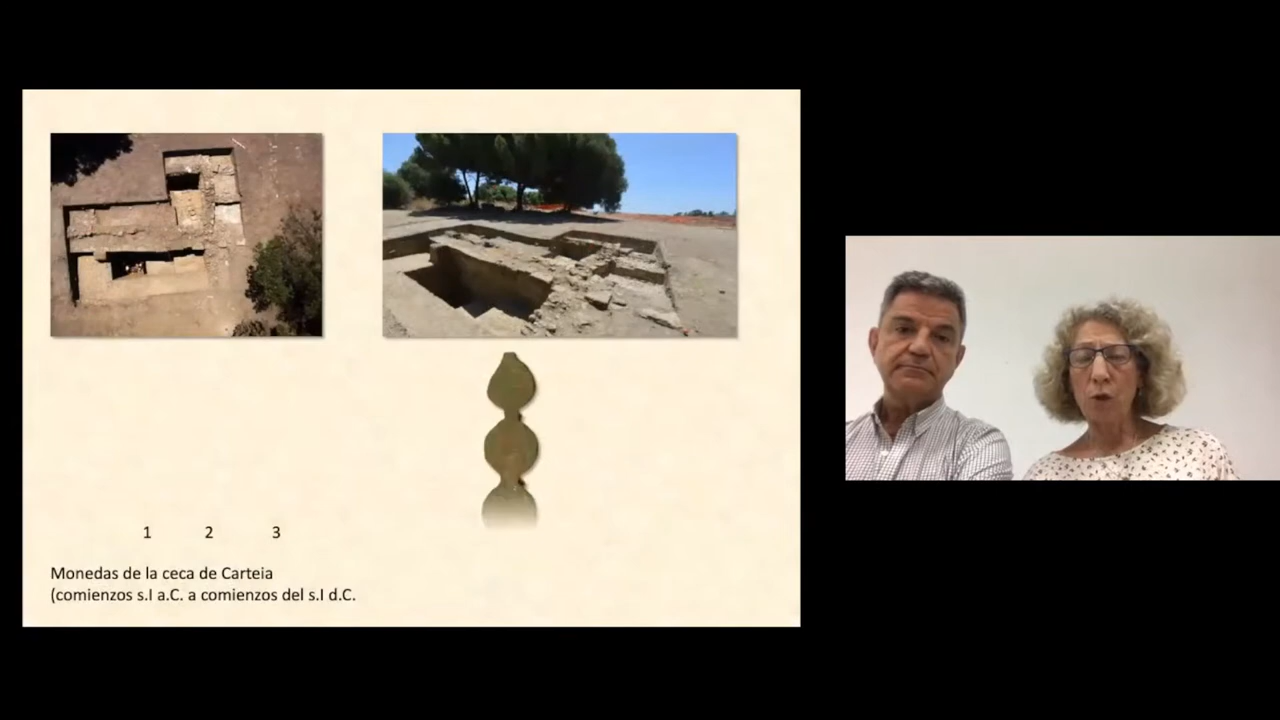 1 2 3
Monedas de la ceca de Carteia
(comienzos s.I a.C. a comienzos del s.I d.C.